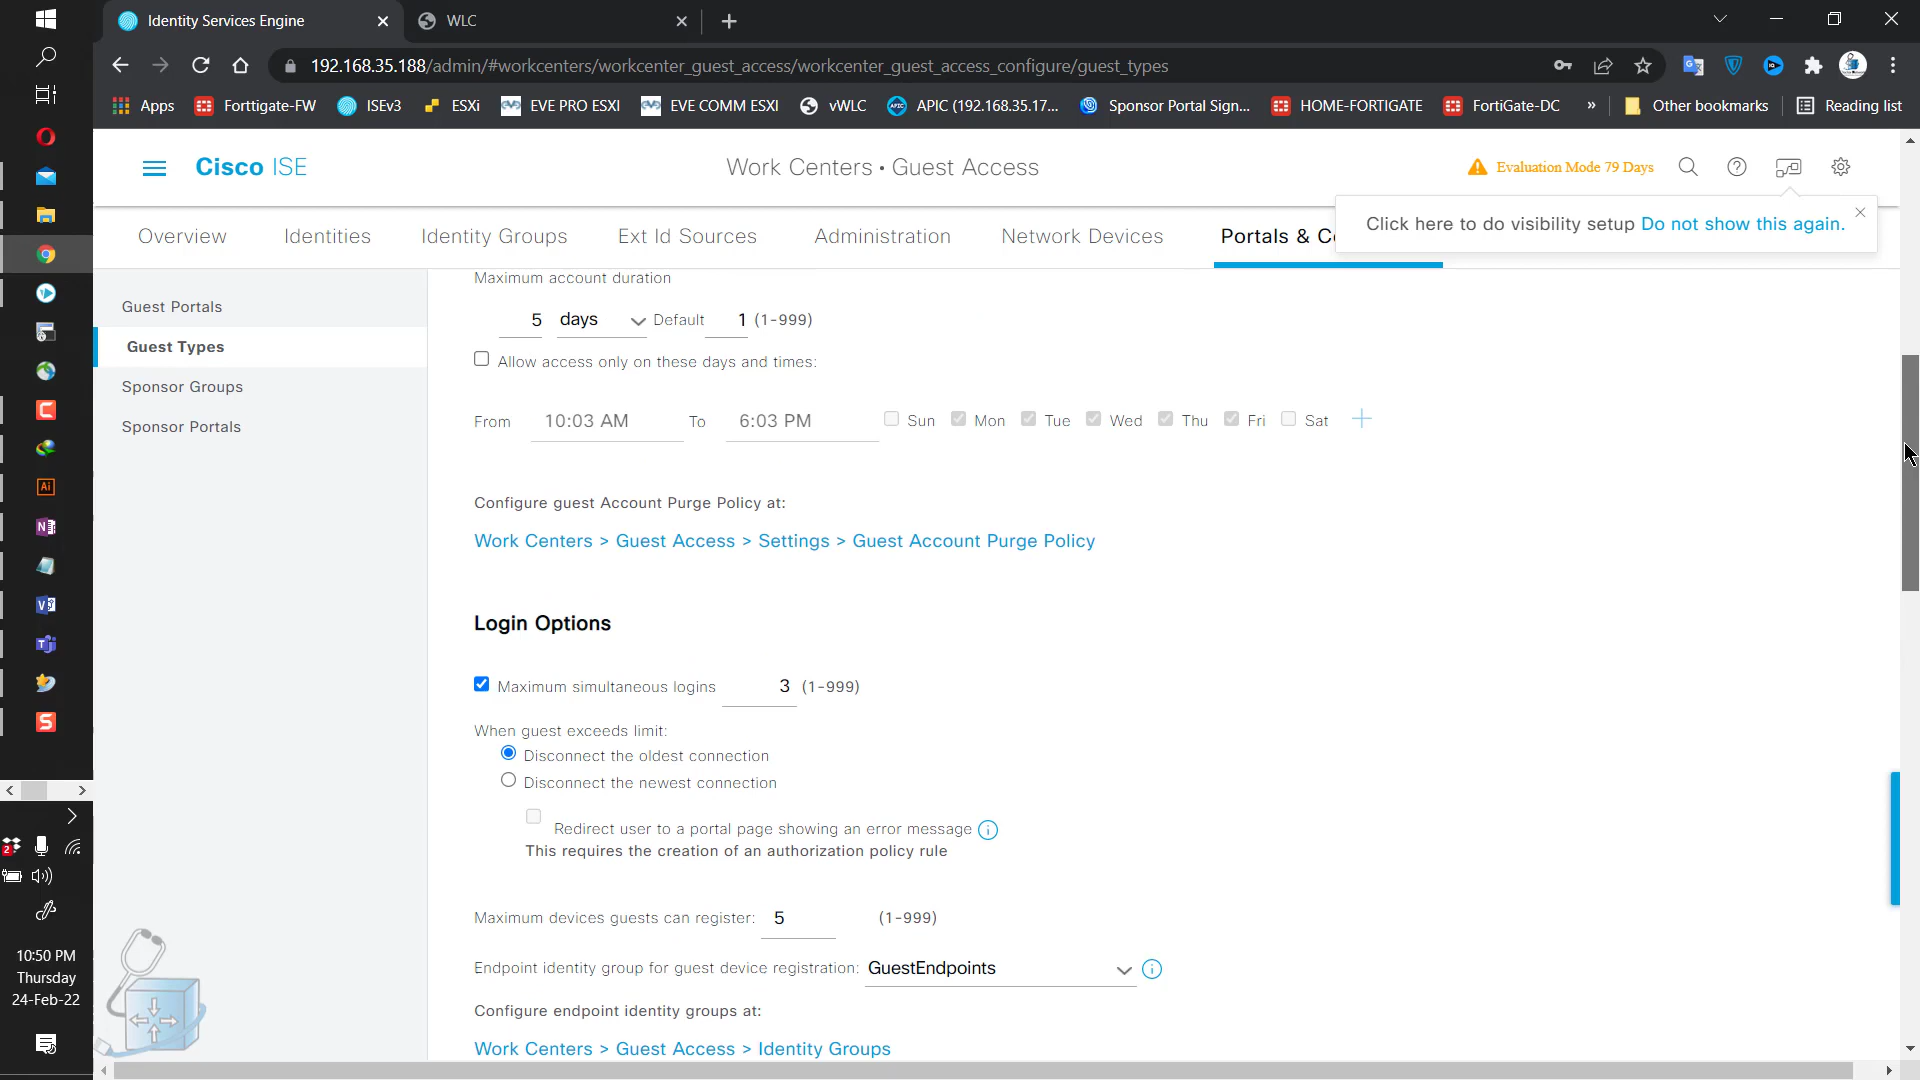 Identity Services Engine
WLC
192.168.35.188/admin/#workcenters/workcenter_guest_access/workcenter_guest_access_configure/guest_types
Apps
Forttigate-FW
ISEv3
ESXi
EVE PRO ESXI
EVE COMM ESXI
vWLC
APIC (192.168.35.17...
Sponsor Portal Sign...
HOME-FORTIGATE
FortiGate-DC
»
Other bookmarks
Reading list
Cisco ISE
Work Centers • Guest Access
Evaluation Mode 79 Days
Click here to do visibility setup Do not show this again.
Overview
Identities
Identity Groups
Ext Id Sources
Administration
Network Devices
Portals & C
Guest Portals
Guest Types
Sponsor Groups
Sponsor Portals
Maximum account duration
5 days Default 1 (1-999)
Allow access only on these days and times:
From 10:03 AM To 6:03 PM Sun Mon Tue Wed Thu Fri Sat
Configure guest Account Purge Policy at:
Work Centers > Guest Access > Settings > Guest Account Purge Policy
Login Options
Maximum simultaneous logins 3 (1-999)
When guest exceeds limit:
Disconnect the oldest connection
Disconnect the newest connection
Redirect user to a portal page showing an error message
This requires the creation of an authorization policy rule
Maximum devices guests can register: 5 (1-999)
Endpoint identity group for guest device registration: GuestEndpoints
Configure endpoint identity groups at:
Work Centers > Guest Access > Identity Groups
10:50 PM
Thursday
24-Feb-22